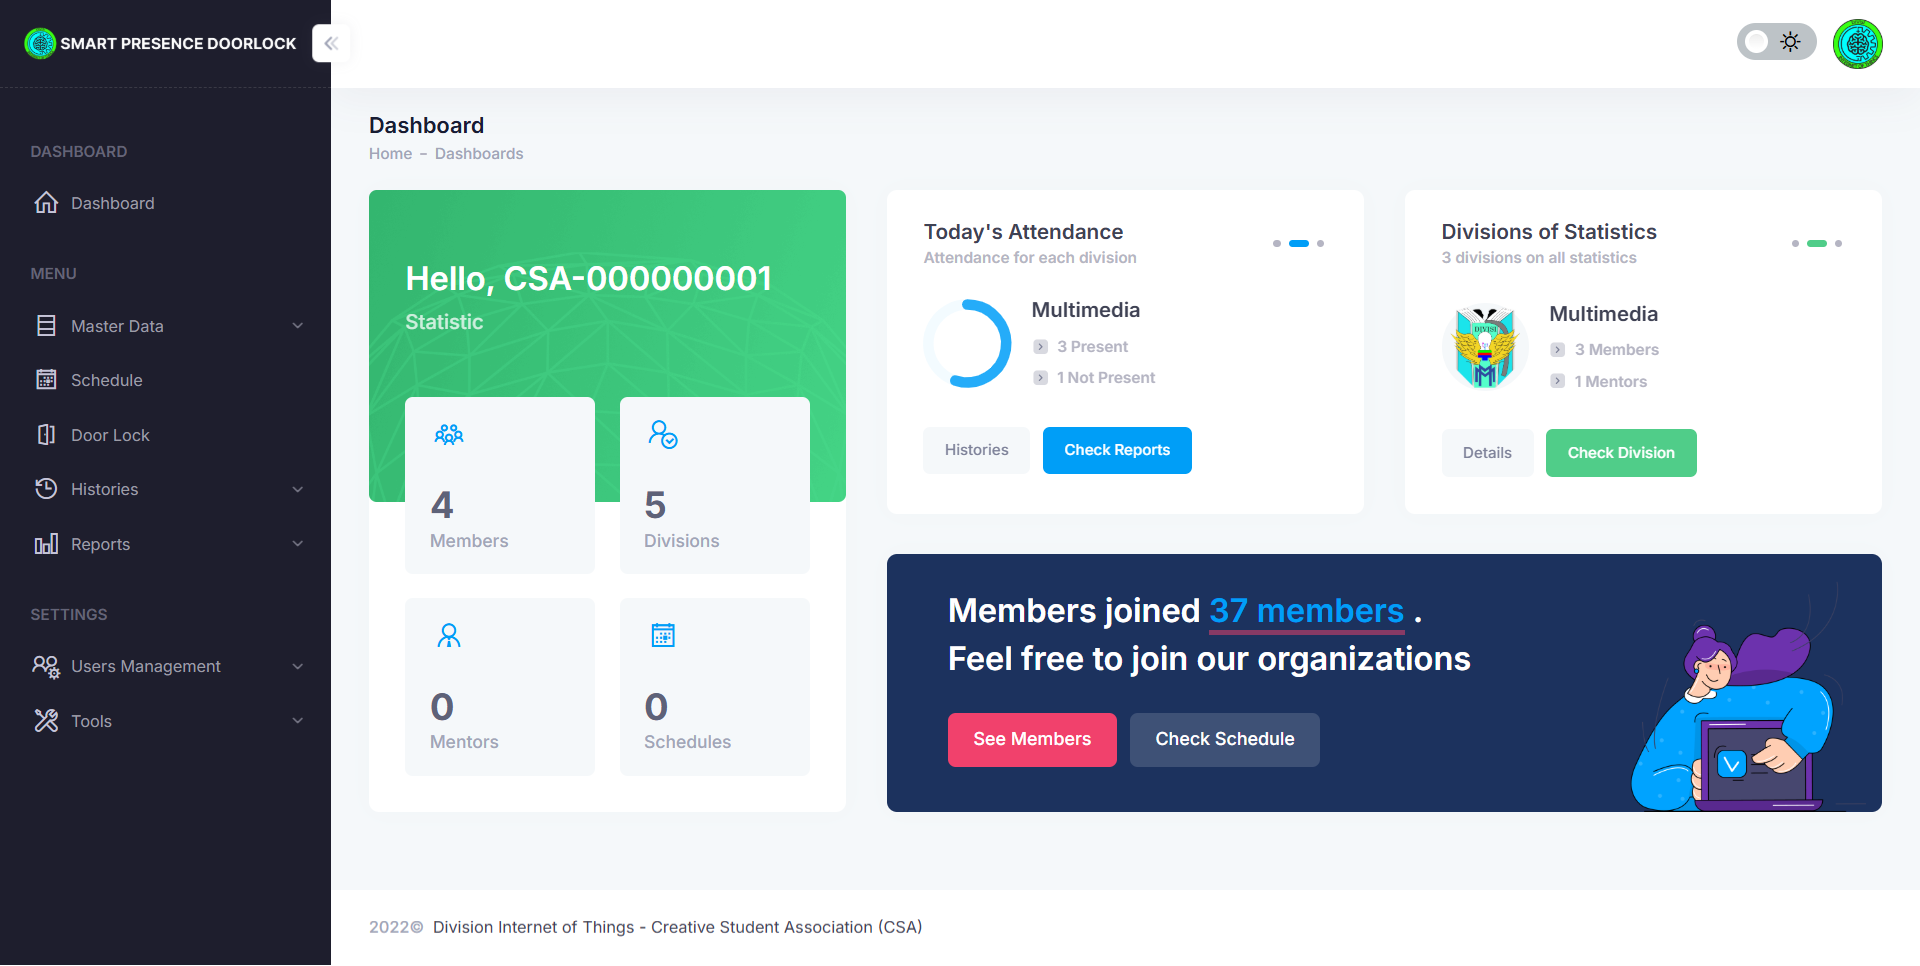 SMART PRESENCE DOORLOCK
DASHBOARD
Dashboard
MENU
Master Data
Schedule
Door Lock
Histories
Reports
SETTINGS
Users Management
Tools
Dashboard
Home - Dashboards
Hello, CSA-000000001
Statistic
4
Members
5
Divisions
0
Mentors
0
Schedules
Today's Attendance
Attendance for each division
Multimedia
3 Present
1 Not Present
Histories
Check Reports
Divisions of Statistics
3 divisions on all statistics
DIVISI
Multimedia
3 Members
1 Mentors
Details
Check Division
Members joined 37 members .
Feel free to join our organizations
See Members
Check Schedule
2022© Division Internet of Things - Creative Student Association (CSA)